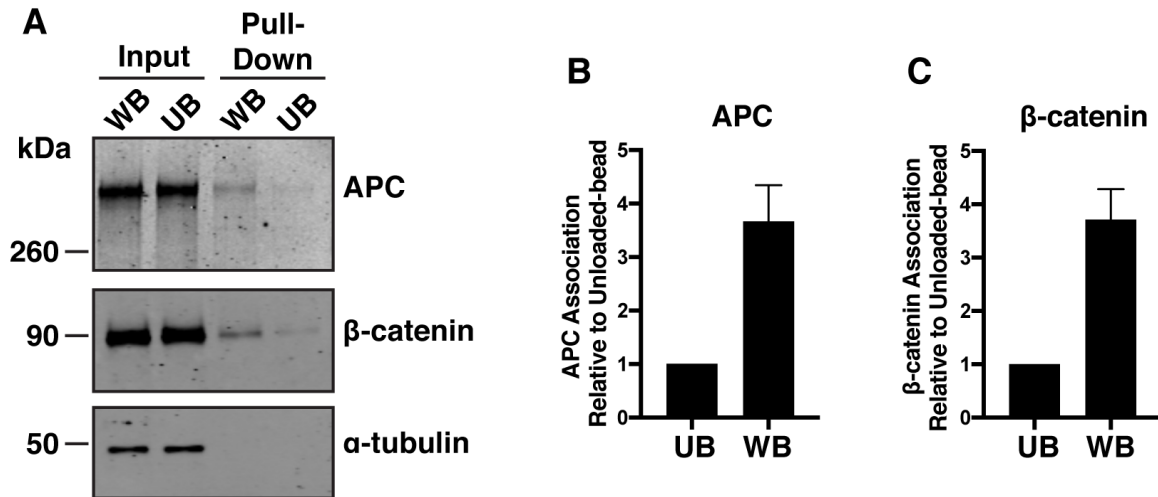 A
Pull-
Down
Input
WB UB WB UB
kDa
APC
260
90
β-catenin
50
α-tubulin
B
APC
APC Association
Relative to Unloaded-bead
5
4
3
2
1
0
UB WB
C
β-catenin
β-catenin Association
Relative to Unloaded-bead
5
4
3
2
1
0
UB WB